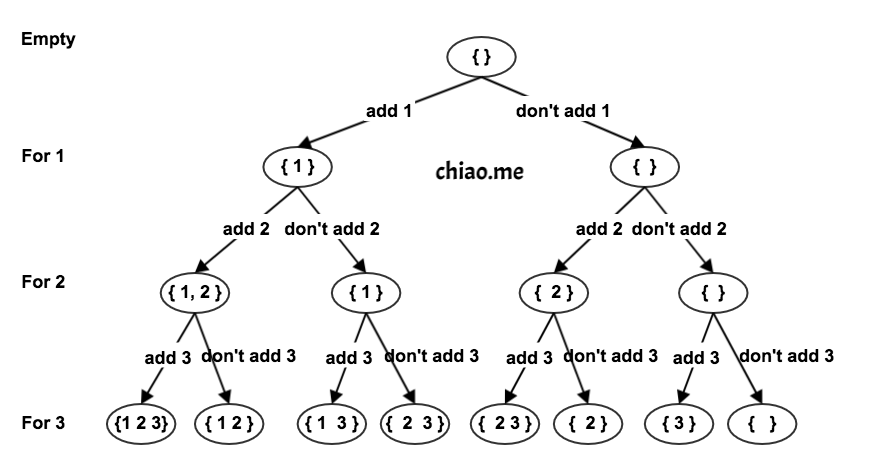 Empty
{ }
add 1 don't add 1
For 1
{ 1 } { }
chiao.me
add 2 don't add 2 add 2 don't add 2
For 2
{ 1, 2 } { 1 } { 2 } { }
add 3 don't add 3 add 3 don't add 3 add 3 don't add 3 add 3 don't add 3
For 3
{1 2 3} { 1 2 } { 1 3 } { 2 3 } { 2 3 } { 2 } { 3 } { }